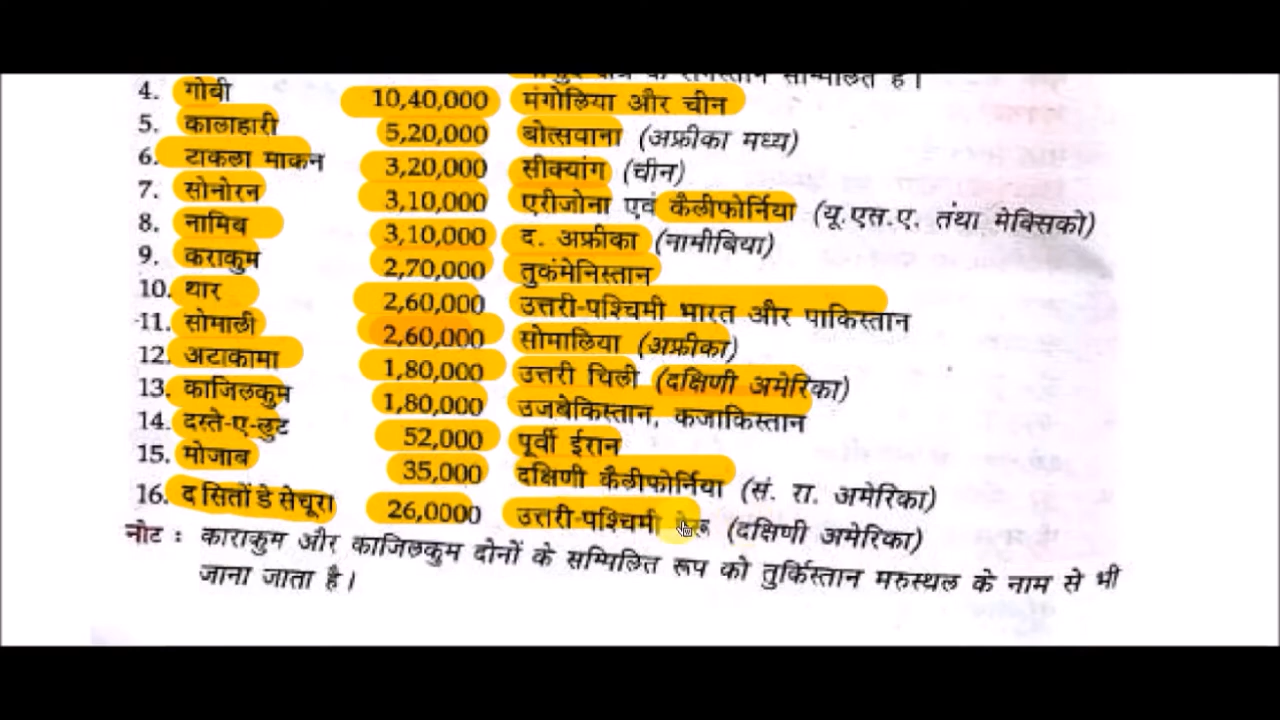 के रेगिस्तान सम्मिलित हैं।
4. गोबी 10,40,000 मंगोलिया और चीन
5. कालाहारी 5,20,000 बोत्सवाना (अफ्रीका मध्य)
6. टाकला माकन 3,20,000 सीक्यांग (चीन)
7. सोनोरन 3,10,000 एरीजोना एवं कैलीफोर्निया (यू.एस.ए. तंथा मेक्सिको)
8. नामिब 3,10,000 द. अफ्रीका (नामीबिया)
9. कराकुम 2,70,000 तुर्कमेनिस्तान
10. थार 2,60,000 उत्तरी-पश्चिमी भारत और पाकिस्तान
11. सोमाली 2,60,000 सोमालिया (अफ्रीका)
12. अटाकामा 1,80,000 उत्तरी चिली (दक्षिणी अमेरिका)
13. काजिलकुम 1,80,000 उजबेकिस्तान, कजाकिस्तान
14. दस्ते-ए-लुट 52,000 पूर्वी ईरान
15. मोजाब 35,000 दक्षिणी कैलीफोर्निया (सं. रा. अमेरिका)
16. द सितों डे सेचूरा 26,0000 उत्तरी-पश्चिमी (दक्षिणी अमेरिका)
नोट : काराकुम और काजिलकुम दोनों के सम्मिलित रूप को तुर्किस्तान मरुस्थल के नाम से भी
जाना जाता है।